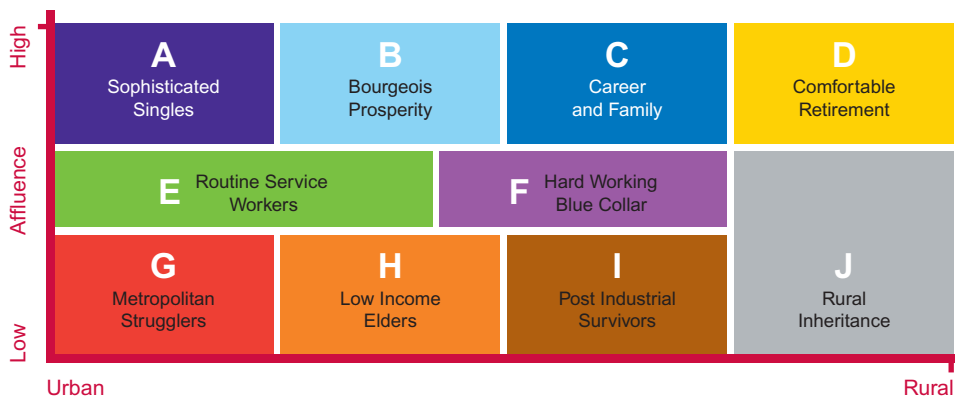 High
Affluence
Low
A
Sophisticated
Singles
B
Bourgeois
Prosperity
C
Career
and Family
D
Comfortable
Retirement
E
Routine Service
Workers
F
Hard Working
Blue Collar
G
Metropolitan
Strugglers
H
Low Income
Elders
I
Post Industrial
Survivors
J
Rural
Inheritance
Urban
Rural